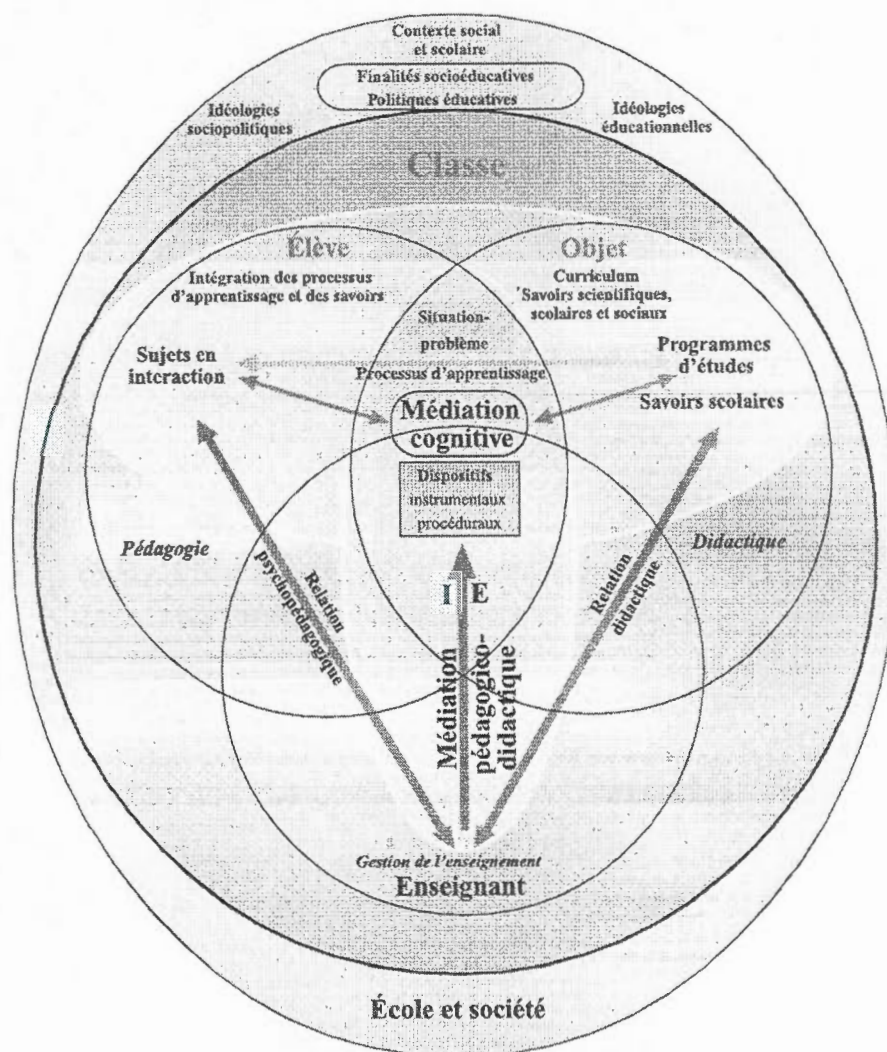 Contexte social
et scolaire
Finalités socioéducatives
Politiques éducatives
Idéologies
sociopolitiques
Idéologies
éducationnelles
Classe
Élève
Intégration des processus
d'apprentissage et des savoirs
Objet
Curriculum
Savoirs scientifiques,
scolaires et sociaux
Situation-
problème
Processus d'apprentissage
Sujets en
interaction
Programmes
d'études
Savoirs scolaires
Médiation
cognitive
Dispositifs
instrumentaux
procéduraux
Pédagogie
Didactique
Relation
psychopédagogique
Relation
didactique
I E
Médiation
pédagogico-
didactique
Gestion de l'enseignement
Enseignant
École et société